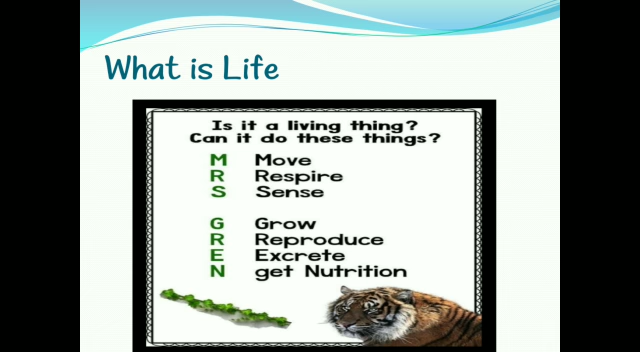 What is Life
Is it a living thing?
Can it do these things?
M Move
R Respire
S Sense
G Grow
R Reproduce
E Excrete
N get Nutrition